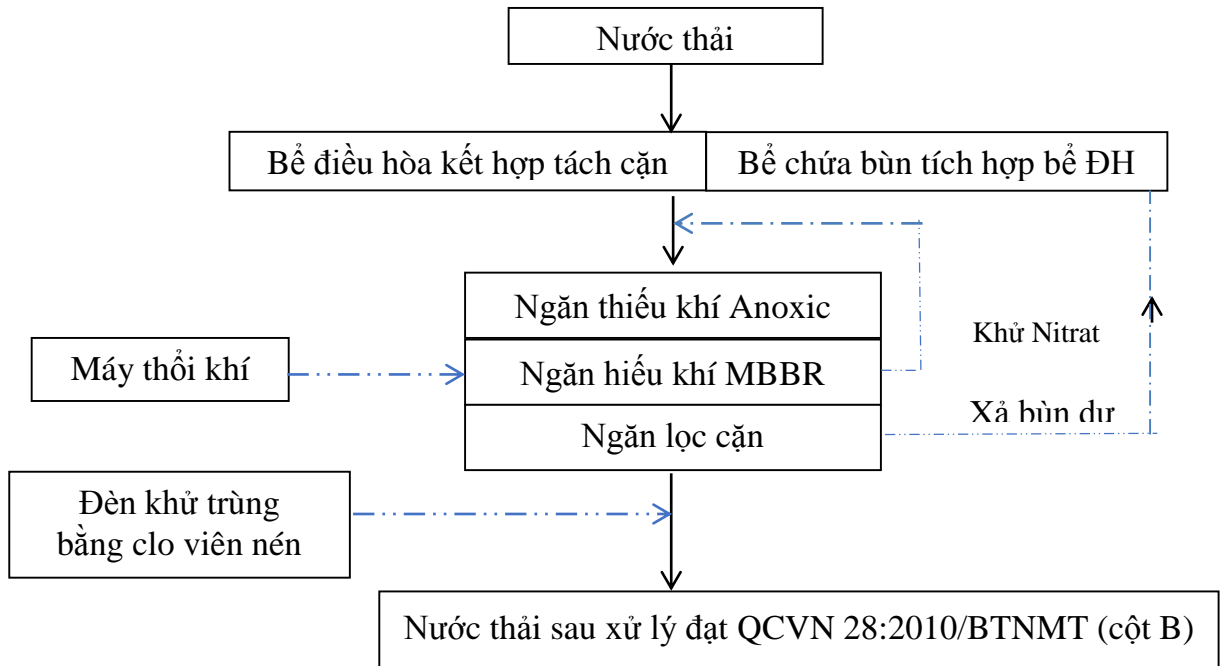 Nước thải
Bể điều hòa kết hợp tách cặn
Bể chứa bùn tích hợp bể ĐH
Ngăn thiếu khí Anoxic
Khử Nitrat
Máy thổi khí
Ngăn hiếu khí MBBR
Xả bùn dư
Ngăn lọc cặn
Đèn khử trùng
bằng clo viên nén
Nước thải sau xử lý đạt QCVN 28:2010/BTNMT (cột B)